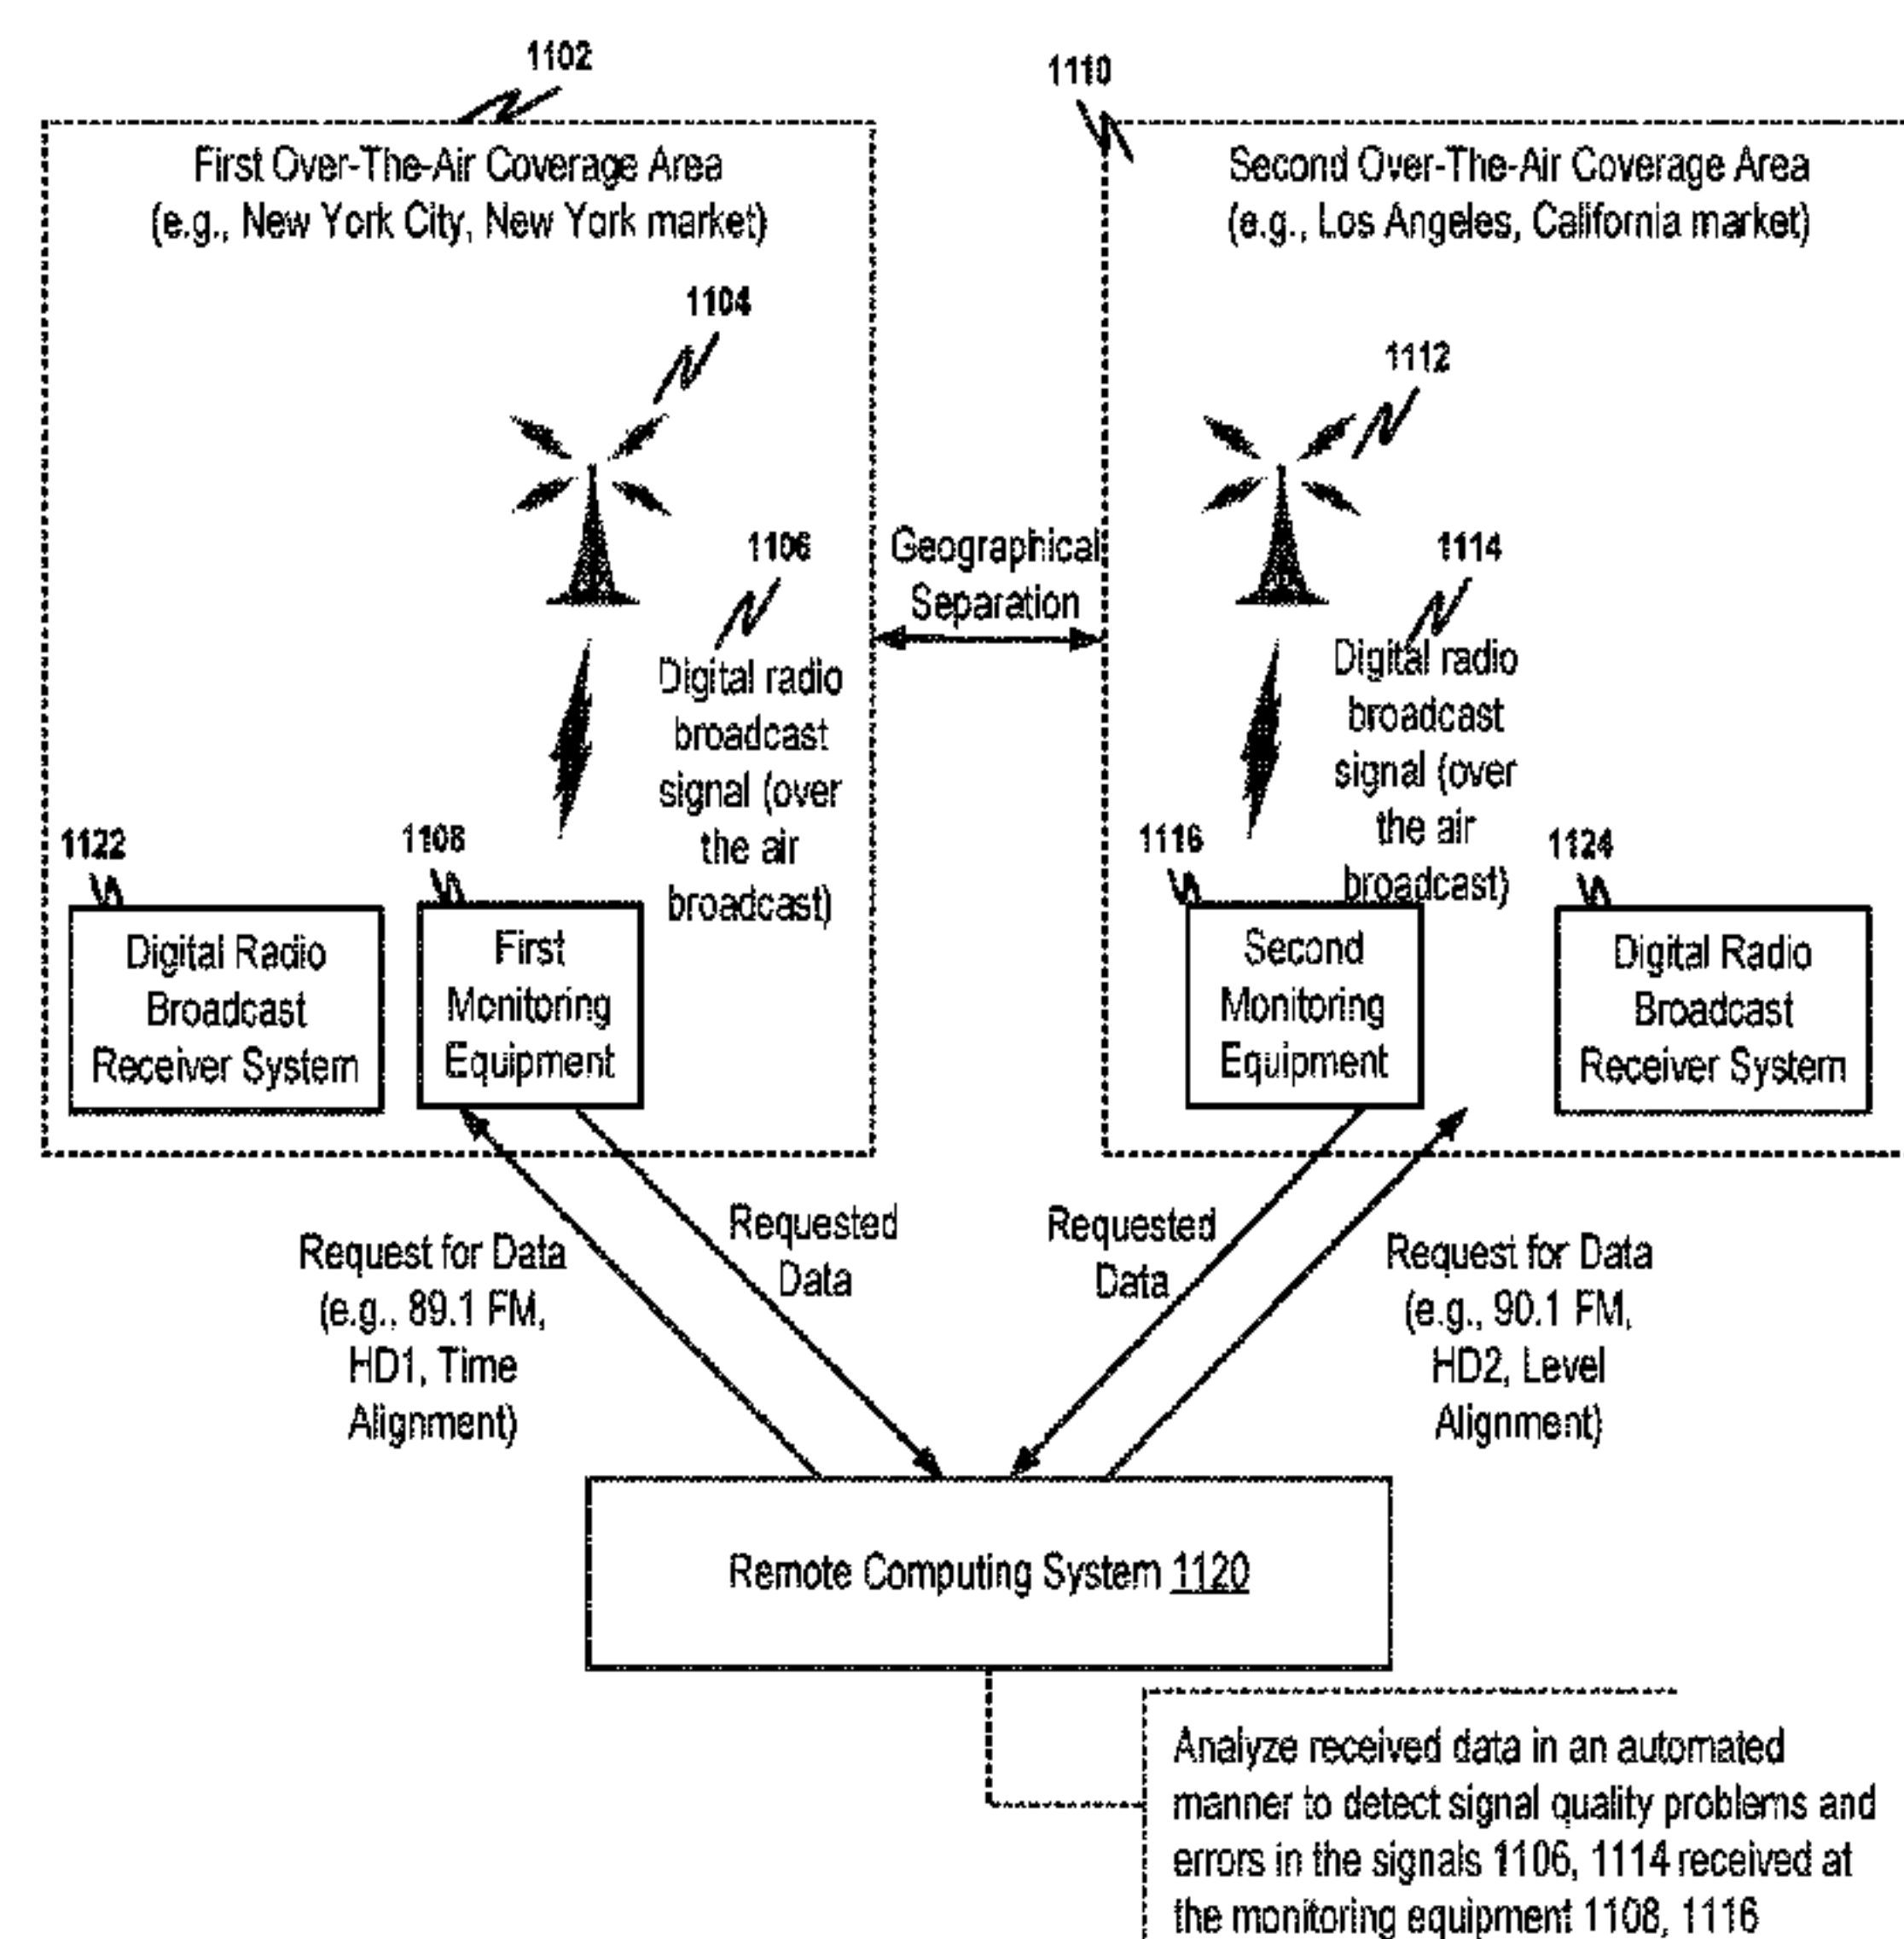 1102
First Over-The-Air Coverage Area
(e.g., New York City, New York market)
1104
1106
Digital radio
broadcast
signal (over
the air
broadcast)
1122
Digital Radio
Broadcast
Receiver System
1108
First
Monitoring
Equipment
Geographical
Separation
1110
Second Over-The-Air Coverage Area
(e.g., Los Angeles, California market)
1112
1114
Digital radio
broadcast
signal (over
the air
broadcast)
1116
Second
Monitoring
Equipment
1124
Digital Radio
Broadcast
Receiver System
Request for Data
(e.g., 89.1 FM,
HD1, Time
Alignment)
Requested
Data
Requested
Data
Request for Data
(e.g., 90.1 FM,
HD2, Level
Alignment)
Remote Computing System 1120
Analyze received data in an automated
manner to detect signal quality problems and
errors in the signals 1106, 1114 received at
the monitoring equipment 1108, 1116